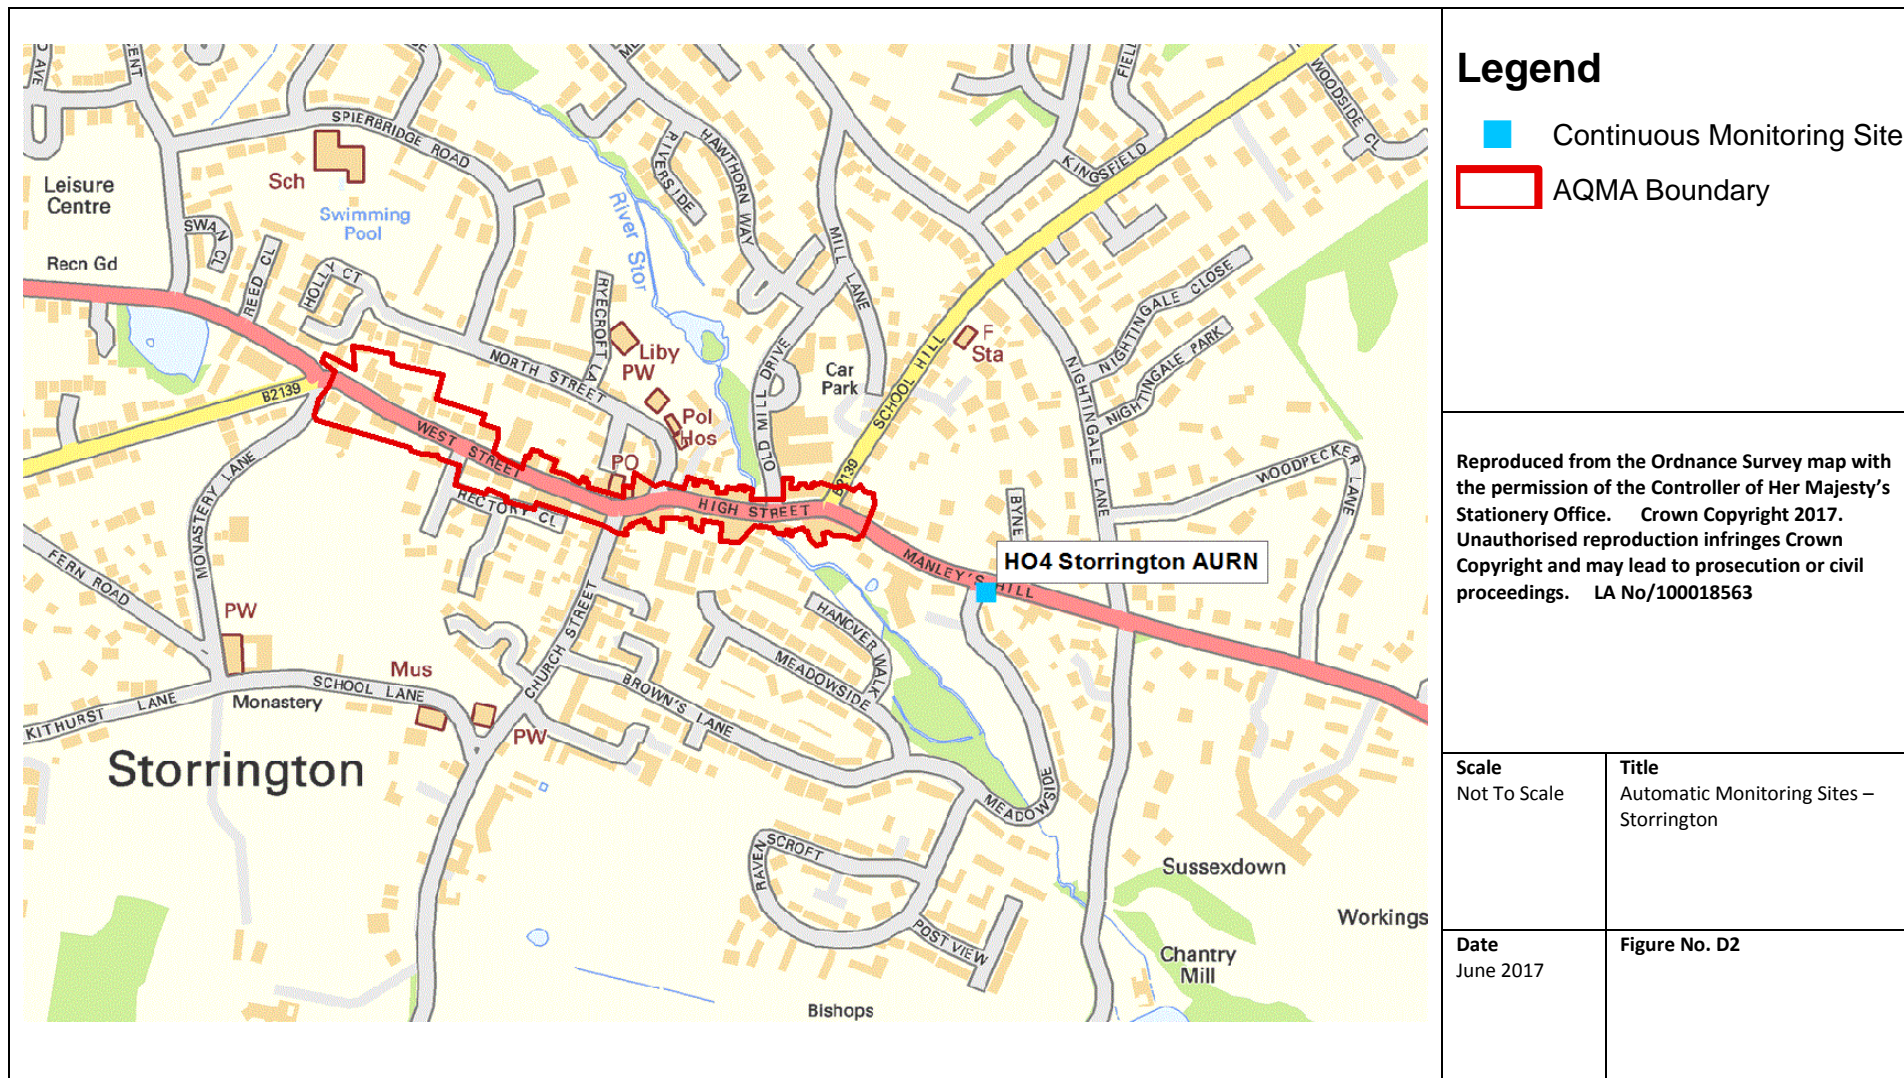 SPIERBRIDGE ROAD
Sch
Leisure
Centre
Swimming
Pool
SWAN CL
REED CL
HOLLY CT
Recn Gd
RYECROFT LA
River Stor
RIVERSIDE
HAWTHORN WAY
MILL LANE
KINGSFIELD
WOODSIDE CL
NIGHTINGALE CLOSE
NIGHTINGALE PARK
NIGHTINGALE LANE
F
Sta
SCHOOL HILL
B2139
Car
Park
OLD MILL DRIVE
Liby
PW
Pol
Hos
NORTH STREET
B2139
WEST STREET
PO
HIGH STREET
RECTORY CL
MONASTERY LANE
FERN ROAD
PW
Monastery
SCHOOL LANE
KITHURST LANE
Mus
PW
CHURCH STREET
BROWN'S LANE
MEADOWSIDE
HANOVER WALK
MANLEY'S HILL
HO4 Storrington AURN
BYNE
WOODPECKER LANE
MEADOWSIDE
Storrington
RAVENSCROFT
POST VIEW
Sussexdown
Workings
Chantry
Mill
Bishops
Legend
Continuous Monitoring Site
AQMA Boundary
Reproduced from the Ordnance Survey map with
the permission of the Controller of Her Majesty's
Stationery Office. Crown Copyright 2017.
Unauthorised reproduction infringes Crown
Copyright and may lead to prosecution or civil
proceedings. LA No/100018563
Scale
Not To Scale
Title
Automatic Monitoring Sites –
Storrington
Date
June 2017
Figure No. D2